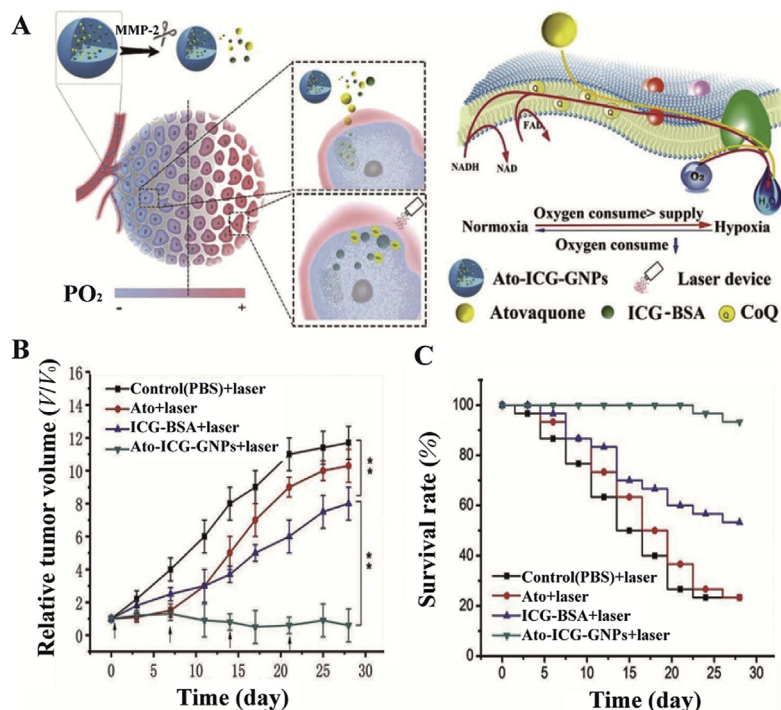 A
MMP-2
PO₂
-
+
Q
Q
Q
Q
FAD
NADH
NAD
O₂
H₂O
Oxygen consume> supply
Normoxia
Hypoxia
Oxygen consume
Ato-ICG-GNPs
Laser device
Atovaquone
ICG-BSA
Q
CoQ
B
Relative tumor volume (V/V₀)
16
14
12
10
8
6
4
2
0
Control(PBS)+laser
Ato+laser
ICG-BSA+laser
Ato-ICG-GNPs+laser
* *
* *
0 5 10 15 20 25 30
Time (day)
C
Survival rate (%)
100
80
60
40
20
0
Control(PBS)+laser
Ato+laser
ICG-BSA+laser
Ato-ICG-GNPs+laser
0 5 10 15 20 25 30
Time (day)